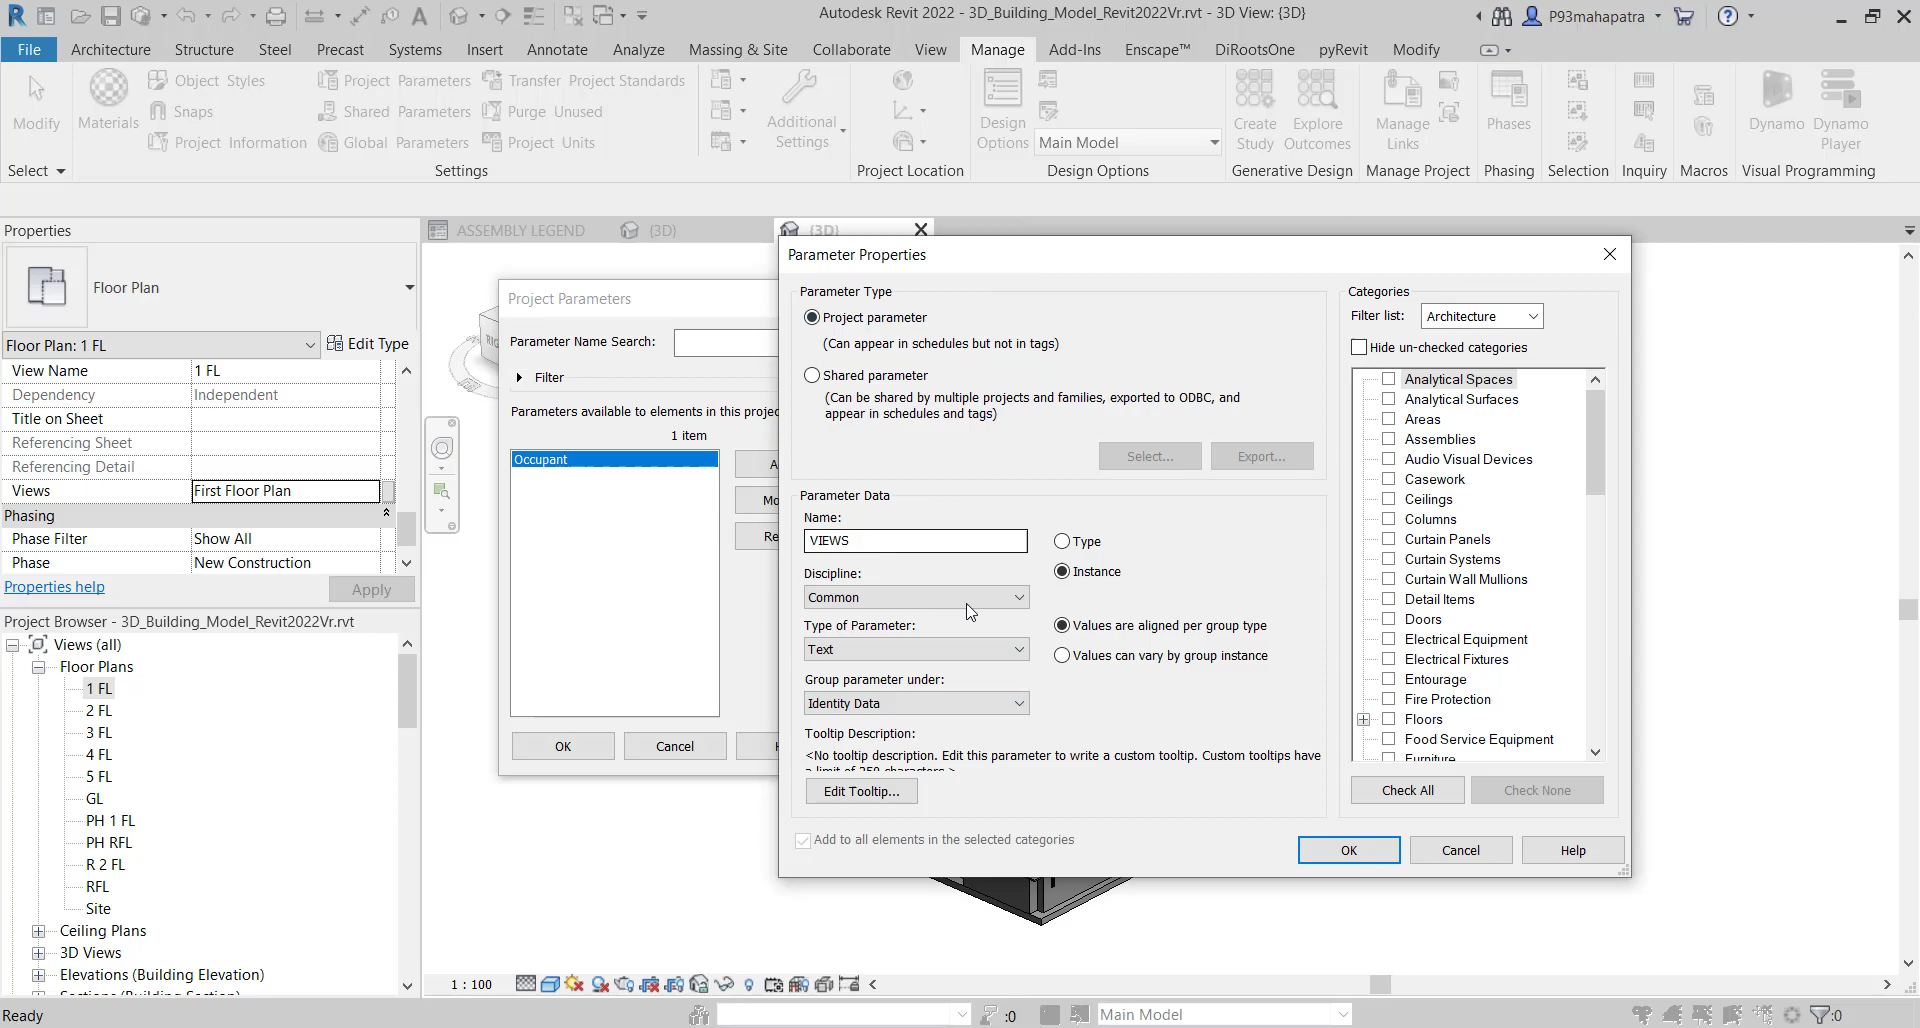 Autodesk Revit 2022 - 3D_Building_Model_Revit2022Vr.rvt - 3D View: {3D}
P93mahapatra
File Architecture Structure Steel Precast Systems Insert Annotate Analyze Massing & Site Collaborate View Manage Add-Ins Enscape™ DiRootsOne pyRevit Modify
Modify
Materials
Object Styles
Snaps
Project Information
Project Parameters
Shared Parameters
Global Parameters
Transfer Project Standards
Purge Unused
Project Units
Additional Settings
Design Options
Main Model
Create Study
Explore Outcomes
Manage Links
Phases
Dynamo
Dynamo Player
Select Settings Project Location Design Options Generative Design Manage Project Phasing Selection Inquiry Macros Visual Programming
Properties
Floor Plan
Floor Plan: 1 FL
Edit Type
View Name 1 FL
Dependency Independent
Title on Sheet
Referencing Sheet
Referencing Detail
Views First Floor Plan
Phasing
Phase Filter Show All
Phase New Construction
Properties help
Apply
Project Browser - 3D_Building_Model_Revit2022Vr.rvt
Views (all)
Floor Plans
1 FL
2 FL
3 FL
4 FL
5 FL
GL
PH 1 FL
PH RFL
R 2 FL
RFL
Site
Ceiling Plans
3D Views
Elevations (Building Elevation)
Sections (Building Section)
ASSEMBLY LEGEND
{3D}
{3D}
Project Parameters
Parameter Name Search:
Filter
Parameters available to elements in this projec
1 item
Occupant
A
Mo
Re
OK
Cancel
H
Parameter Properties
Parameter Type
Project parameter
(Can appear in schedules but not in tags)
Shared parameter
(Can be shared by multiple projects and families, exported to ODBC, and
appear in schedules and tags)
Select...
Export...
Parameter Data
Name:
VIEWS
Type
Discipline:
Instance
Common
Type of Parameter:
Values are aligned per group type
Text
Values can vary by group instance
Group parameter under:
Identity Data
Tooltip Description:
<No tooltip description. Edit this parameter to write a custom tooltip. Custom tooltips have
a limit of 250 characters.>
Edit Tooltip...
Add to all elements in the selected categories
Categories
Filter list:
Architecture
Hide un-checked categories
Analytical Spaces
Analytical Surfaces
Areas
Assemblies
Audio Visual Devices
Casework
Ceilings
Columns
Curtain Panels
Curtain Systems
Curtain Wall Mullions
Detail Items
Doors
Electrical Equipment
Electrical Fixtures
Entourage
Fire Protection
Floors
Food Service Equipment
Furniture
Check All
Check None
OK
Cancel
Help
1 : 100
Ready
:0
Main Model
:0